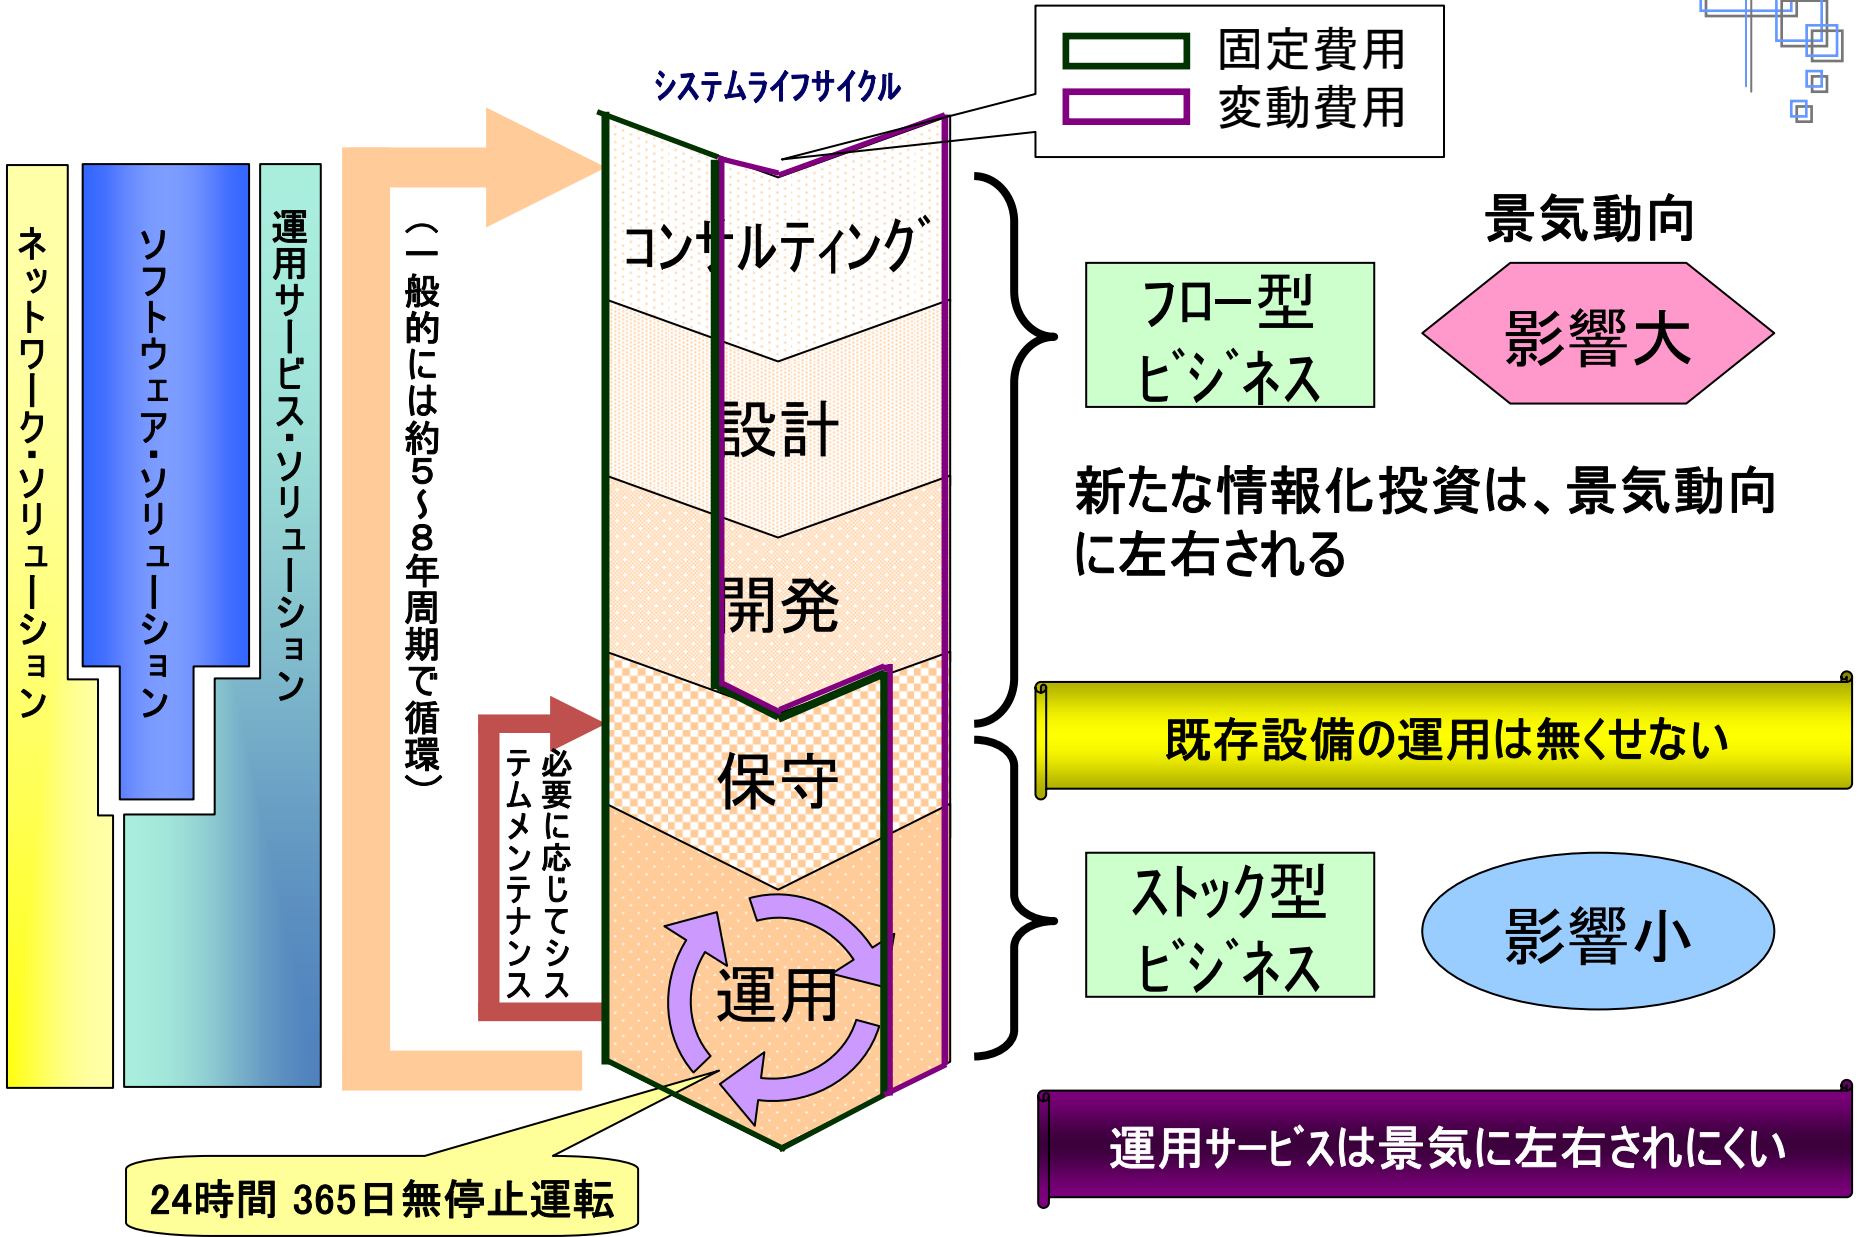 固定費用
変動費用
システムライフサイクル
ネットワーク・ソリューション
ソフトウェア・ソリューション
運用サービス・ソリューション
（一般的には約５～８年周期で循環）
必要に応じてシス
テムメンテナンス
コンサルティング
設計
開発
保守
運用
24時間 365日無停止運転
景気動向
フロー型
ビジネス
影響大
新たな情報化投資は、景気動向
に左右される
既存設備の運用は無くせない
ストック型
ビジネス
影響小
運用サービスは景気に左右されにくい